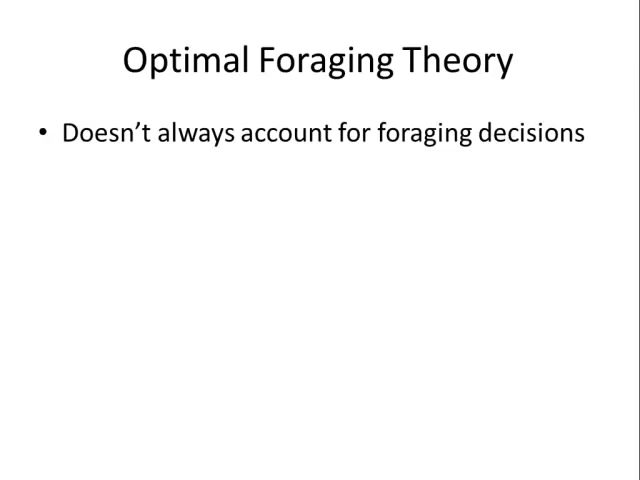 Optimal Foraging Theory
• Doesn’t always account for foraging decisions